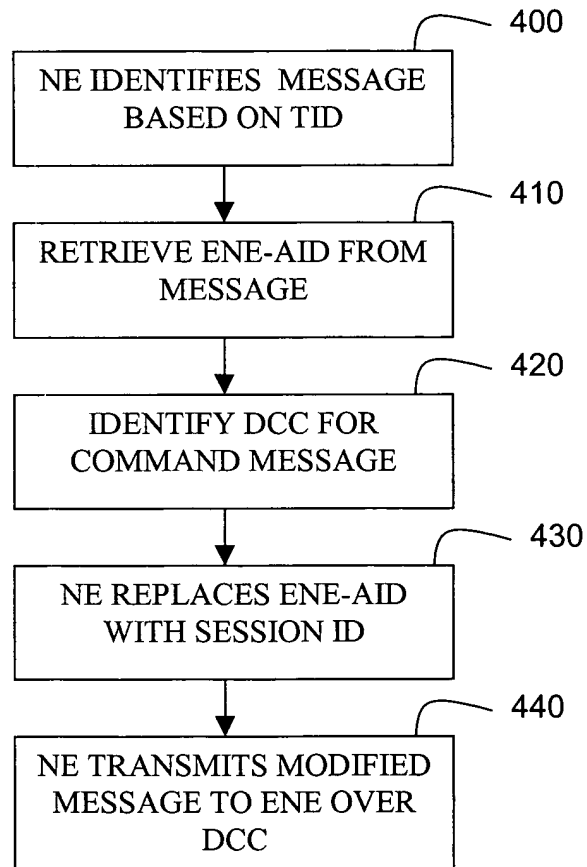 400
NE IDENTIFIES MESSAGE
BASED ON TID
410
RETRIEVE ENE-AID FROM
MESSAGE
420
IDENTIFY DCC FOR
COMMAND MESSAGE
430
NE REPLACES ENE-AID
WITH SESSION ID
440
NE TRANSMITS MODIFIED
MESSAGE TO ENE OVER
DCC